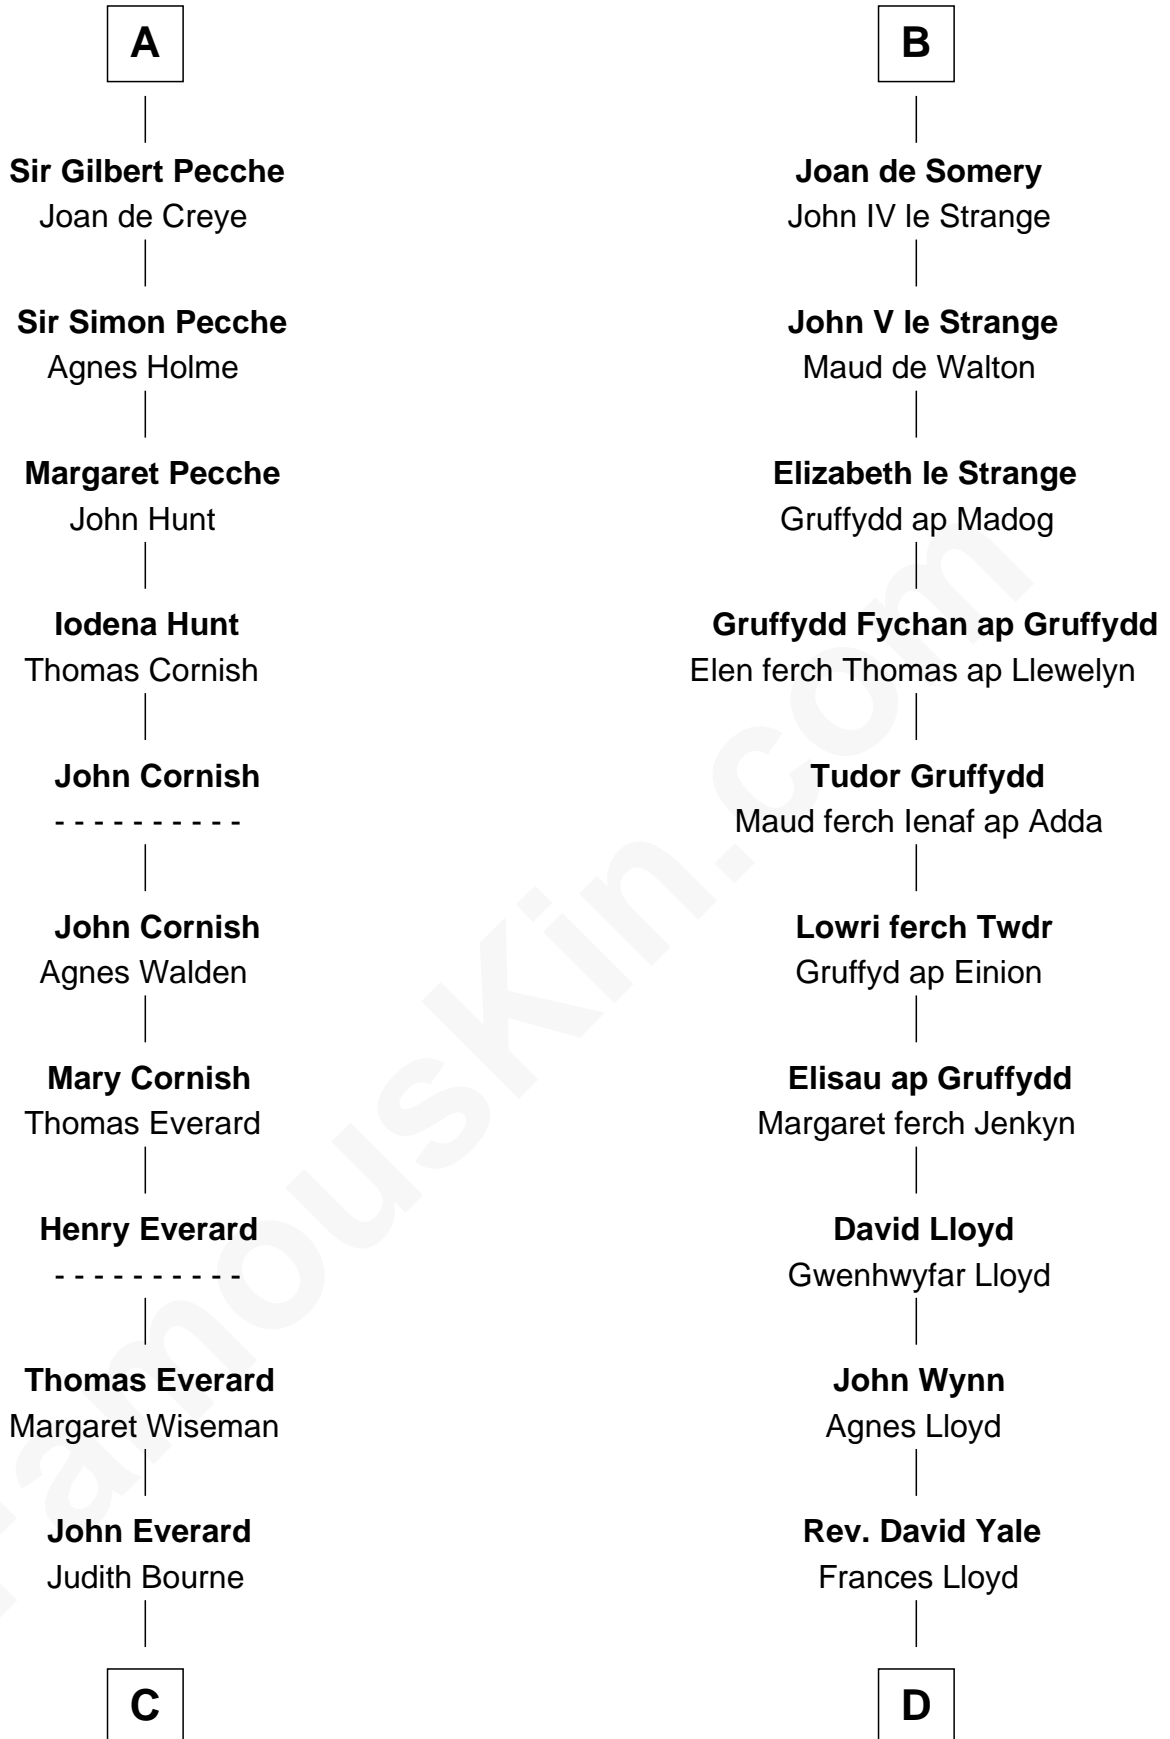 A
Sir Gilbert Pecche
Joan de Creye
Sir Simon Pecche
Agnes Holme
Margaret Pecche
John Hunt
Iodena Hunt
Thomas Cornish
John Cornish
- - - - - - - - - -
John Cornish
Agnes Walden
Mary Cornish
Thomas Everard
Henry Everard
- - - - - - - - - -
Thomas Everard
Margaret Wiseman
John Everard
Judith Bourne
C
B
Joan de Somery
John IV le Strange
John V le Strange
Maud de Walton
Elizabeth le Strange
Gruffydd ap Madog
Gruffydd Fychan ap Gruffydd
Elen ferch Thomas ap Llewelyn
Tudor Gruffydd
Maud ferch Ienaf ap Adda
Lowri ferch Twdr
Gruffyd ap Einion
Elisau ap Gruffydd
Margaret ferch Jenkyn
David Lloyd
Gwenhwyfar Lloyd
John Wynn
Agnes Lloyd
Rev. David Yale
Frances Lloyd
D
FamousKin.com